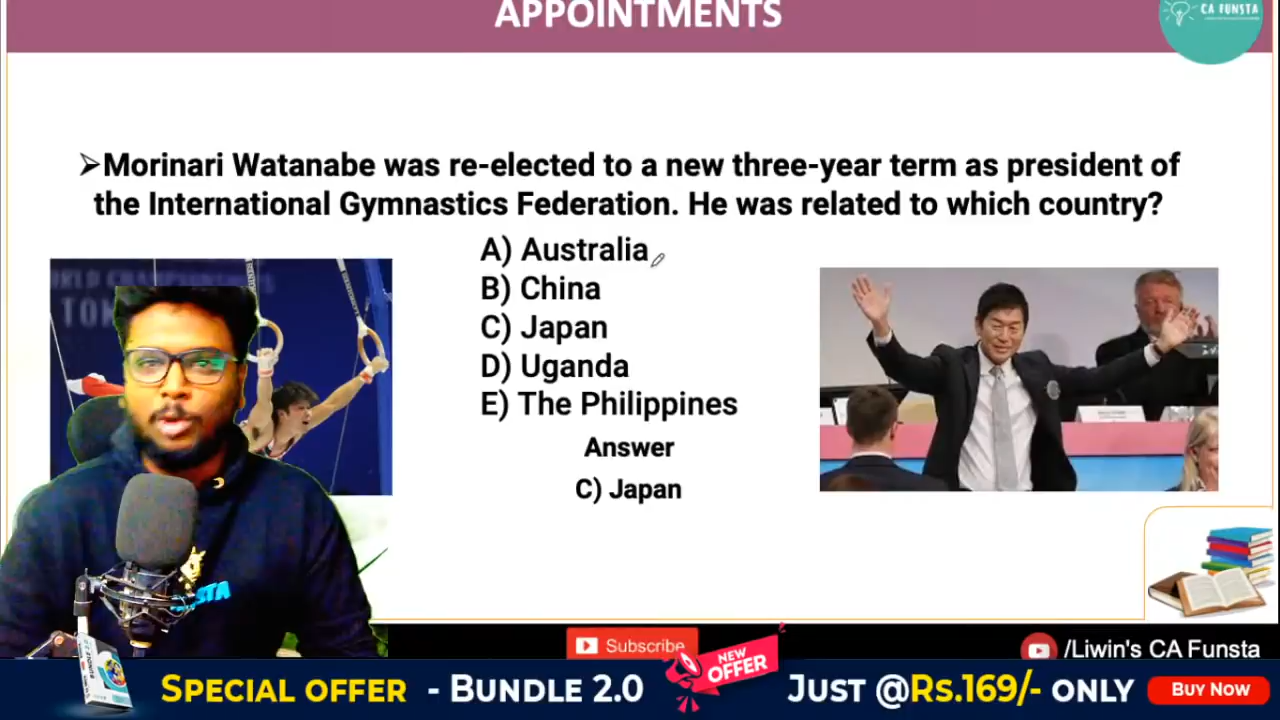 APPOINTMENTS
CA FUNSTA
➢Morinari Watanabe was re-elected to a new three-year term as president of
the International Gymnastics Federation. He was related to which country?
A) Australia
B) China
C) Japan
D) Uganda
E) The Philippines
Answer
C) Japan
Subscribe
/Liwin's CA Funsta
SPECIAL OFFER - BUNDLE 2.0
NEW
OFFER
JUST @Rs.169/- ONLY
BUY NOW